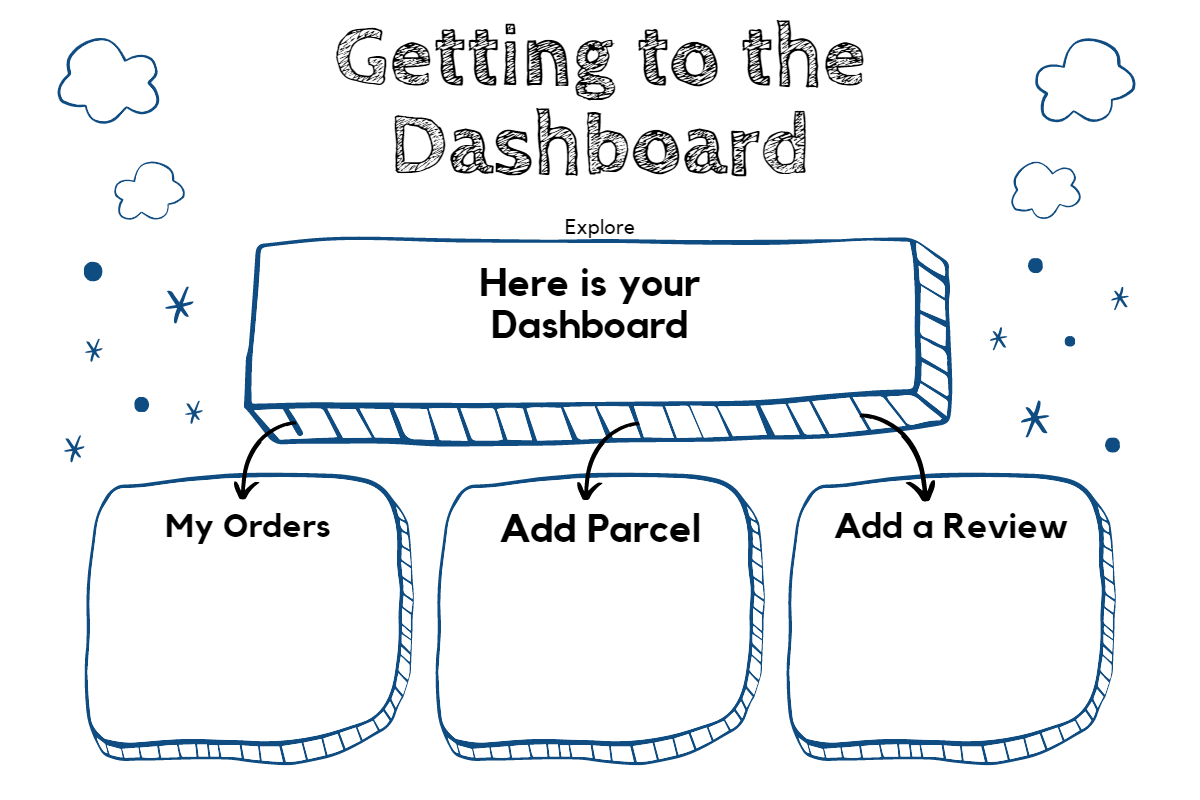 Getting to the
Dashboard
Explore
Here is your
Dashboard
My Orders
Add Parcel
Add a Review